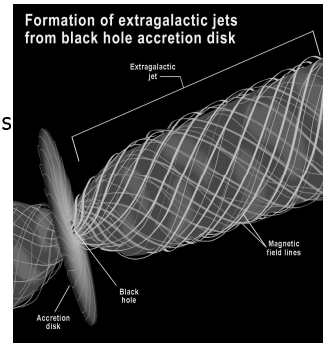 Formation of extragalactic jets
from black hole accretion disk
Extragalactic
jet
s
Magnetic
field lines
Black
hole
Accretion
disk